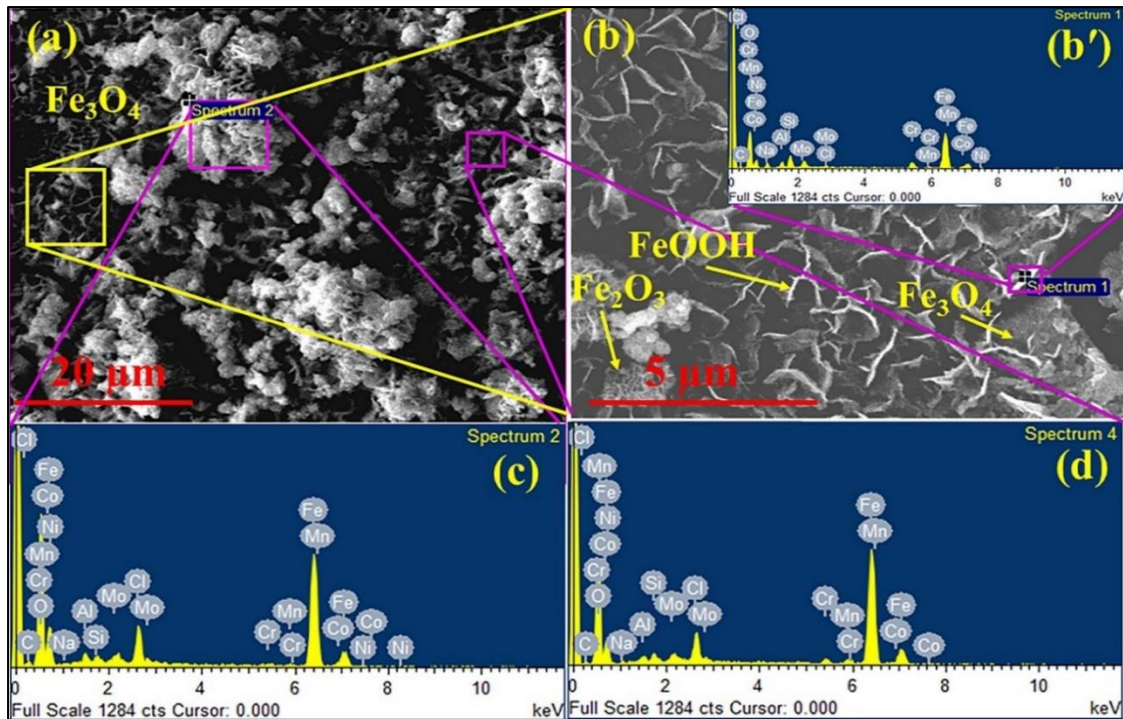 (a)
Fe₃O₄
Spectrum 2
20 μm
(b)
FeOOH
Fe₂O₃
Fe₃O₄
Spectrum 1
5 μm
Spectrum 1
(b′)
Cl
O
Cr
Mn
Ni
Fe
Co
C
Na
Al
Si
Mo
Mo
Cl
Cr
Cr
Mn
Fe
Mn
Fe
Co
Ni
0 2 4 6 8 10
Full Scale 1284 cts Cursor: 0.000 keV
Spectrum 2
(c)
Cl
Fe
Co
Ni
Mn
Cr
O
C
Na
Al
Si
Mo
Cl
Mo
Cr
Mn
Cr
Fe
Mn
Fe
Co
Co
Ni
Ni
0 2 4 6 8 10
Full Scale 1284 cts Cursor: 0.000 keV
Spectrum 4
(d)
Cl
Mn
Fe
Ni
Co
Cr
O
C
Na
Al
Si
Mo
Cl
Mo
Cr
Mn
Cr
Fe
Mn
Fe
Co
Co
0 2 4 6 8 10
Full Scale 1284 cts Cursor: 0.000 keV